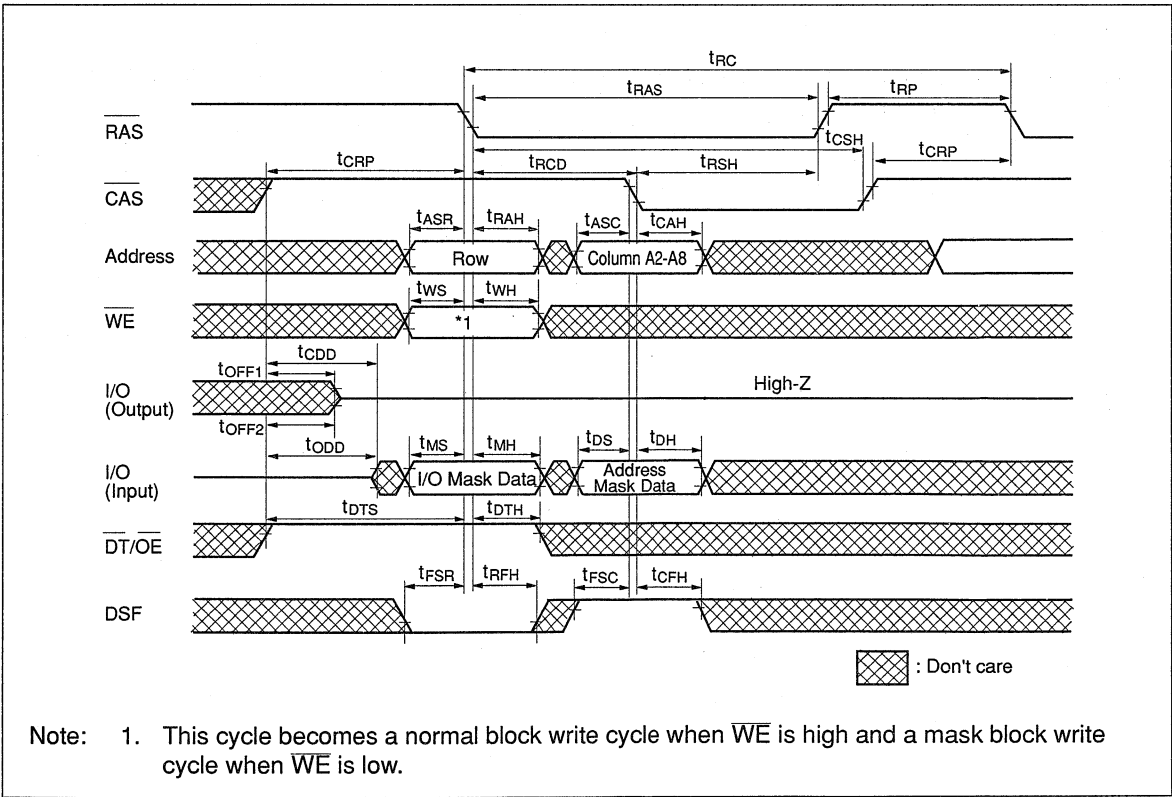 tRC
tRAS
tRP
RAS
tCSH
tCRP
tRCD
tRSH
tCRP
CAS
tASR
tRAH
tASC
tCAH
Address
Row
Column A2-A8
tWS
tWH
WE
*1
tCDD
tOFF1
I/O
(Output)
High-Z
tOFF2
tODD
tMS
tMH
tDS
tDH
I/O
(Input)
I/O Mask Data
Address
Mask Data
tDTS
tDTH
DT/OE
tFSR
tRFH
tFSC
tCFH
DSF
: Don't care
Note: 1. This cycle becomes a normal block write cycle when WE is high and a mask block write
cycle when WE is low.